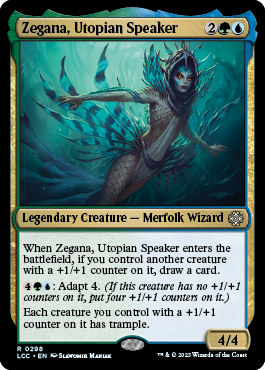 Zegana, Utopian Speaker 2
When Zegana, Utopian Speaker enters the
battlefield, if you control another creature
with a +1/+1 counter on it, draw a card.
4: Adapt 4. (If this creature has no +1/+1
counters on it, put four +1/+1 counters on it.)
Each creature you control with a +1/+1
counter on it has trample.
Legendary Creature — Merfolk Wizard
4/4
R 0298
LCC • EN Slawomir Maniak
™ & © 2023 Wizards of the Coast